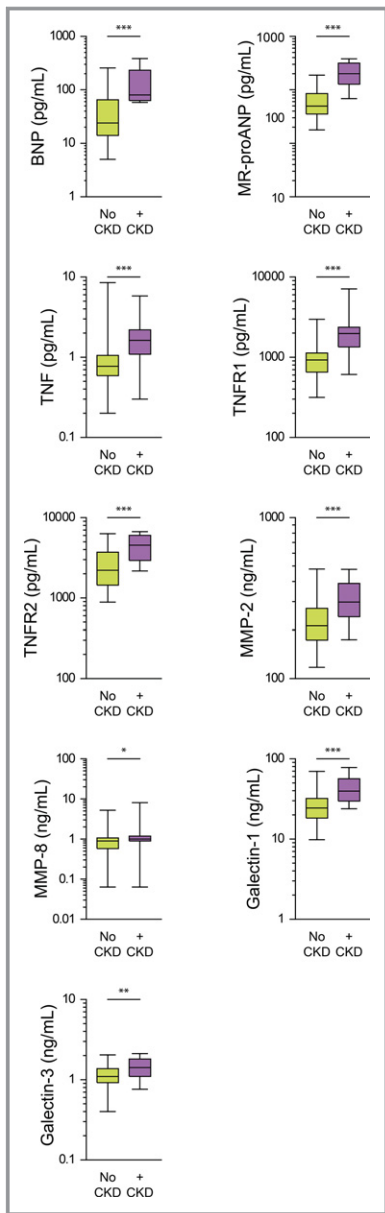 BNP (pg/mL)
1000
100
10
1
***
No
CKD
+
CKD
MR-proANP (pg/mL)
1000
100
10
***
No
CKD
+
CKD
TNF (pg/mL)
10
1
0.1
***
No
CKD
+
CKD
TNFR1 (pg/mL)
10000
1000
100
***
No
CKD
+
CKD
TNFR2 (pg/mL)
10000
1000
100
***
No
CKD
+
CKD
MMP-2 (ng/mL)
1000
100
***
No
CKD
+
CKD
MMP-8 (ng/mL)
100
10
1
0.1
0.01
*
No
CKD
+
CKD
Galectin-1 (ng/mL)
100
10
1
***
No
CKD
+
CKD
Galectin-3 (ng/mL)
10
1
0.1
**
No
CKD
+
CKD